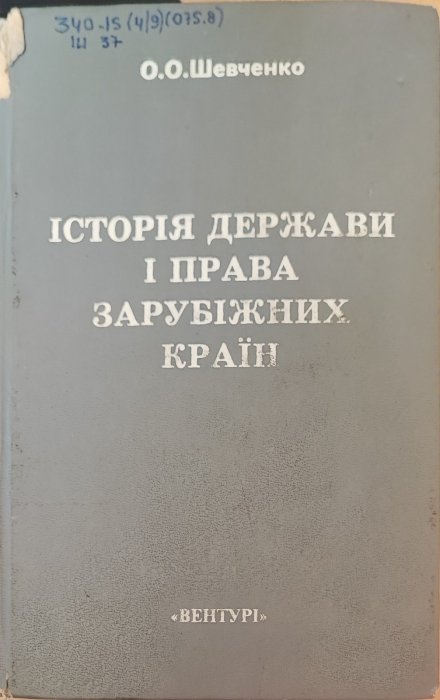 340.15(4/9)(075.8)
Ш 37
О.О.Шевченко
ІСТОРІЯ ДЕРЖАВИ
І ПРАВА
ЗАРУБІЖНИХ
КРАЇН
«ВЕНТУРІ»